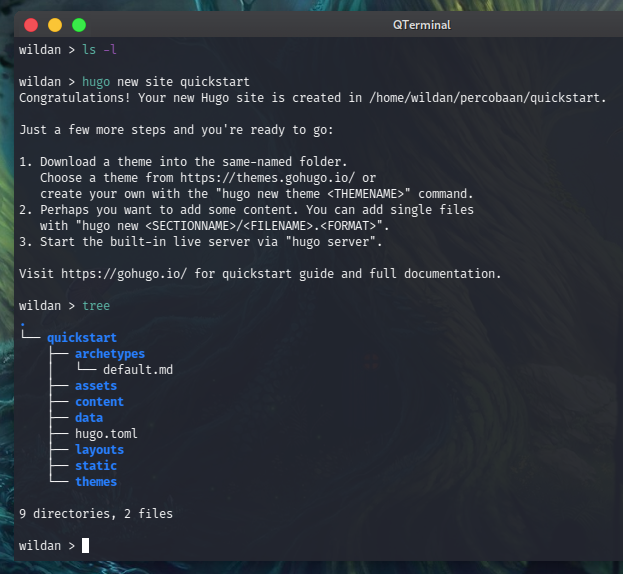 QTerminal
wildan > ls -l
wildan > hugo new site quickstart
Congratulations! Your new Hugo site is created in /home/wildan/percobaan/quickstart.
Just a few more steps and you're ready to go:
1. Download a theme into the same-named folder.
   Choose a theme from https://themes.gohugo.io/ or
   create your own with the "hugo new theme <THEMENAME>" command.
2. Perhaps you want to add some content. You can add single files
   with "hugo new <SECTIONNAME>/<FILENAME>.<FORMAT>".
3. Start the built-in live server via "hugo server".
Visit https://gohugo.io/ for quickstart guide and full documentation.
wildan > tree
.
└── quickstart
    ├── archetypes
    │   └── default.md
    ├── assets
    ├── content
    ├── data
    ├── hugo.toml
    ├── layouts
    ├── static
    └── themes
9 directories, 2 files
wildan >